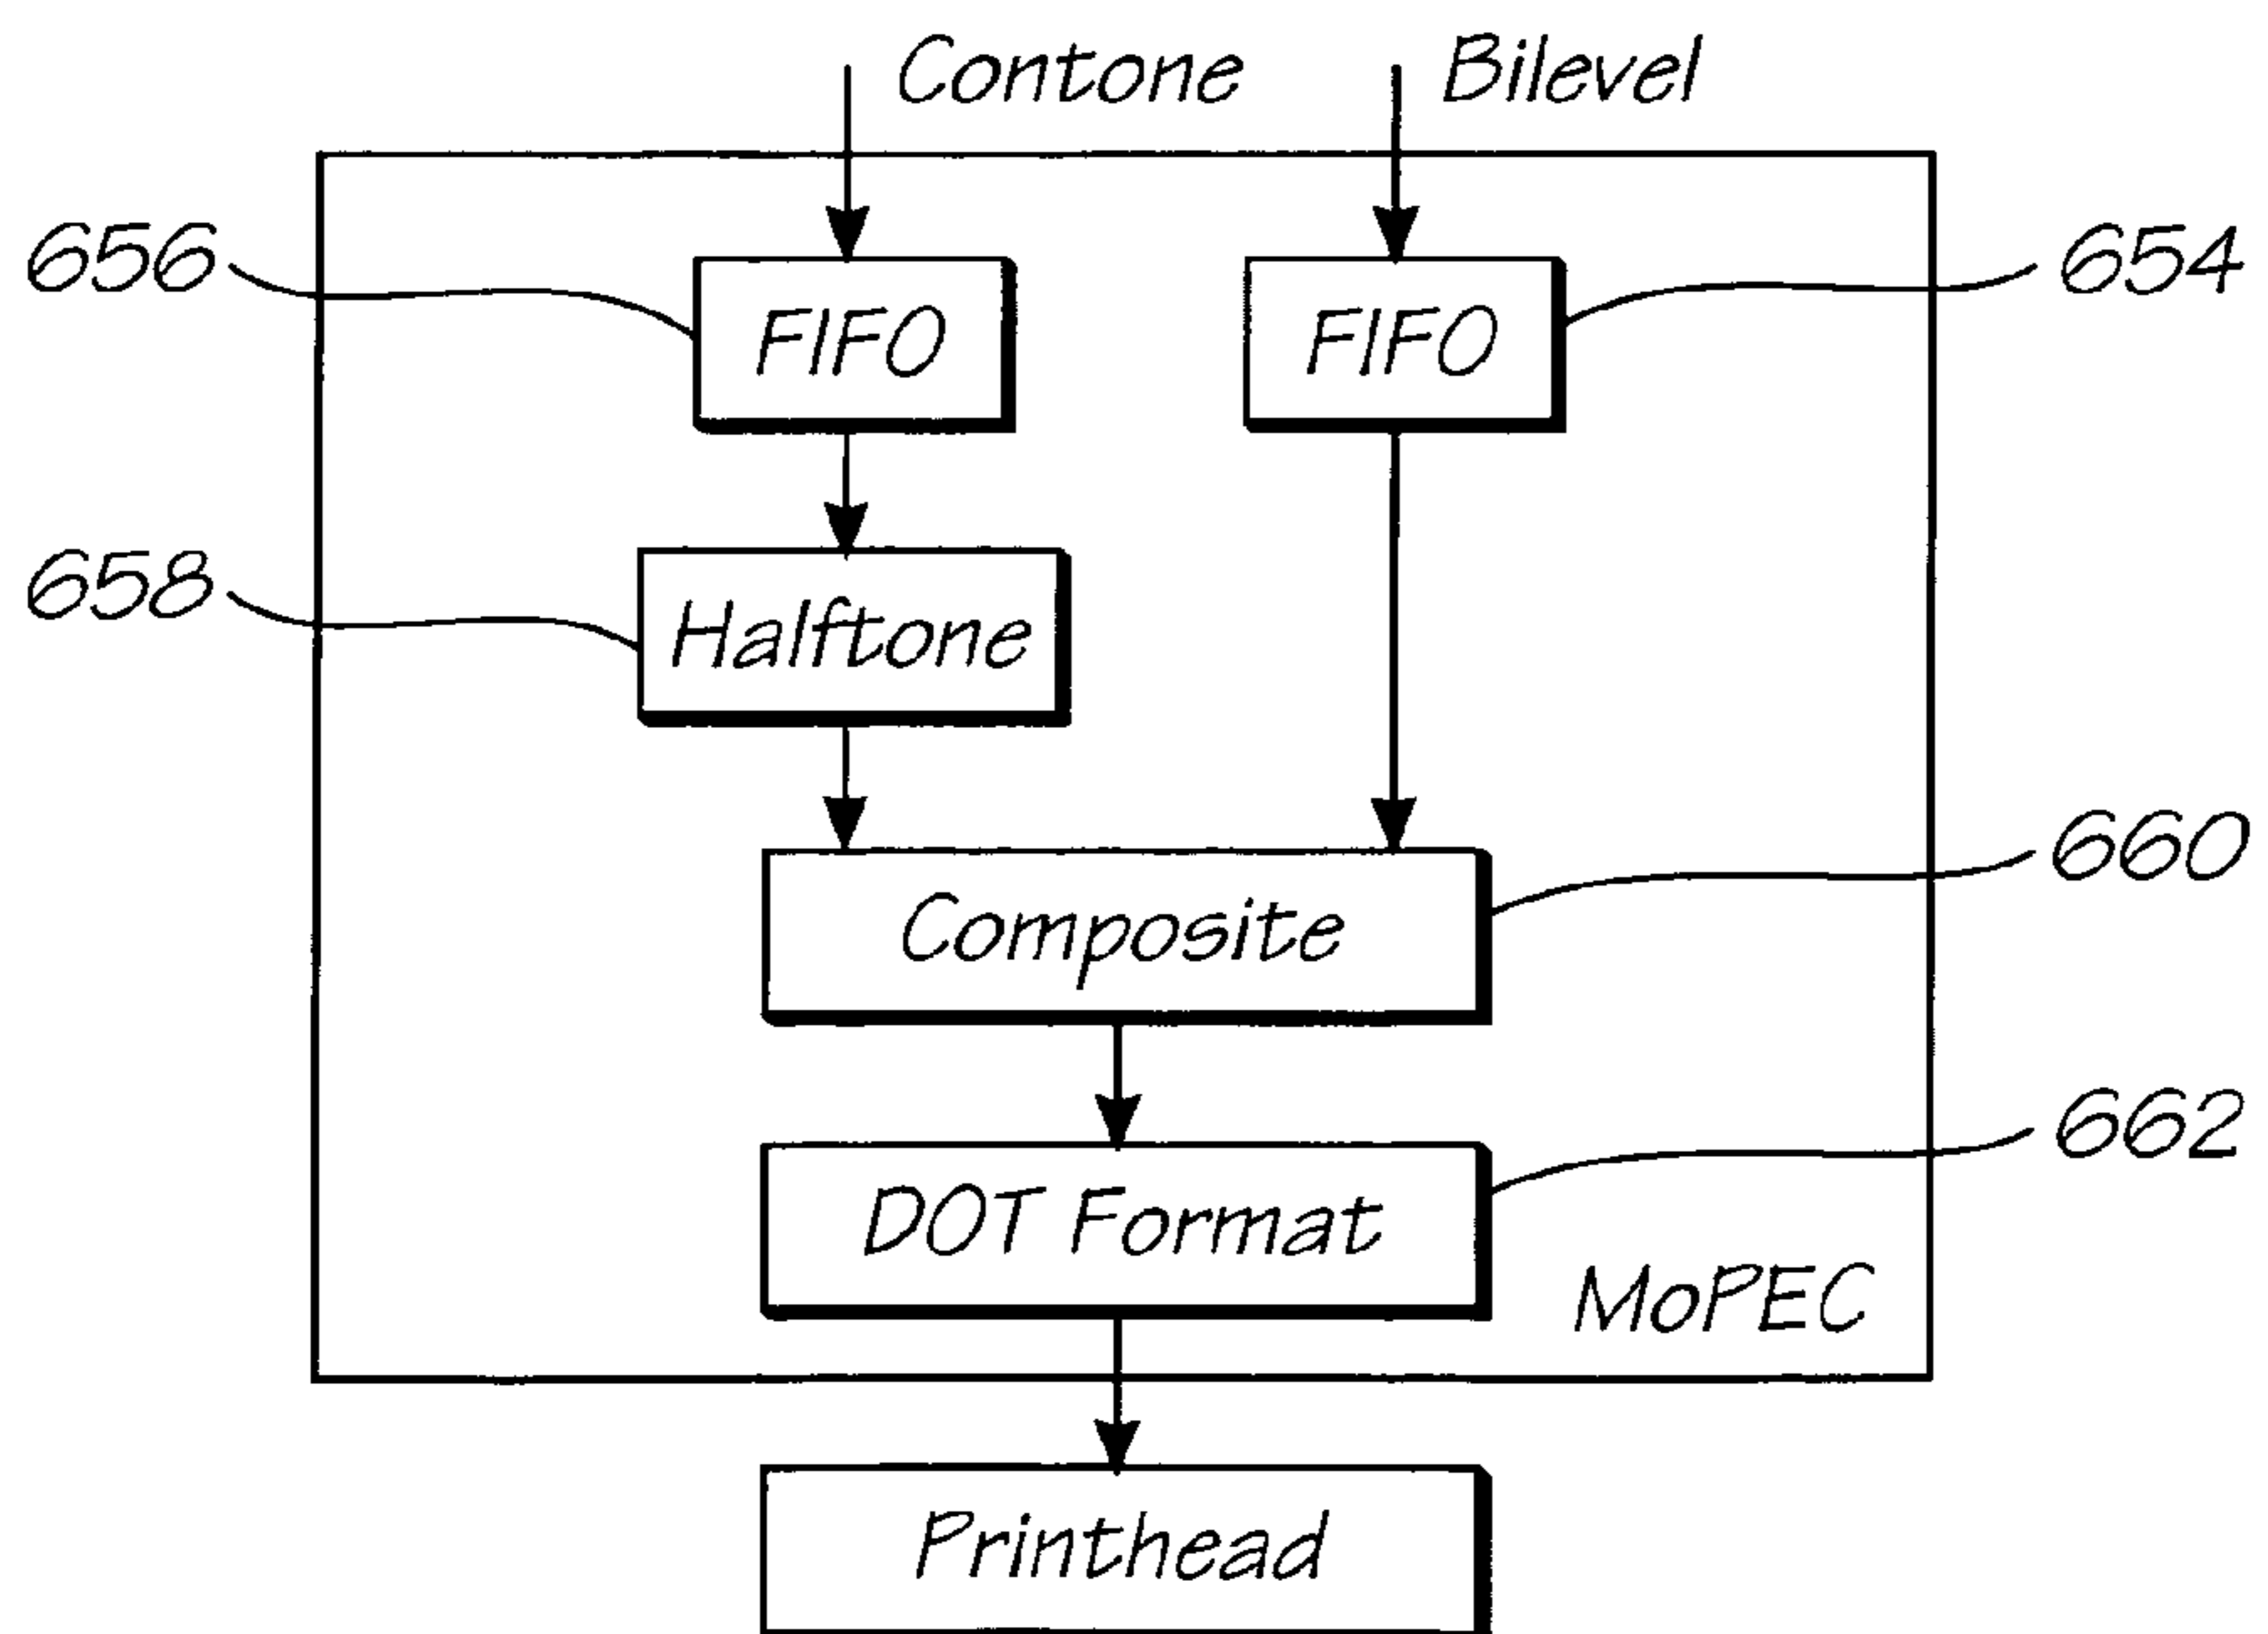 Contone
Bilevel
656
FIFO
FIFO
654
658
Halftone
660
Composite
662
DOT Format
MoPEC
Printhead